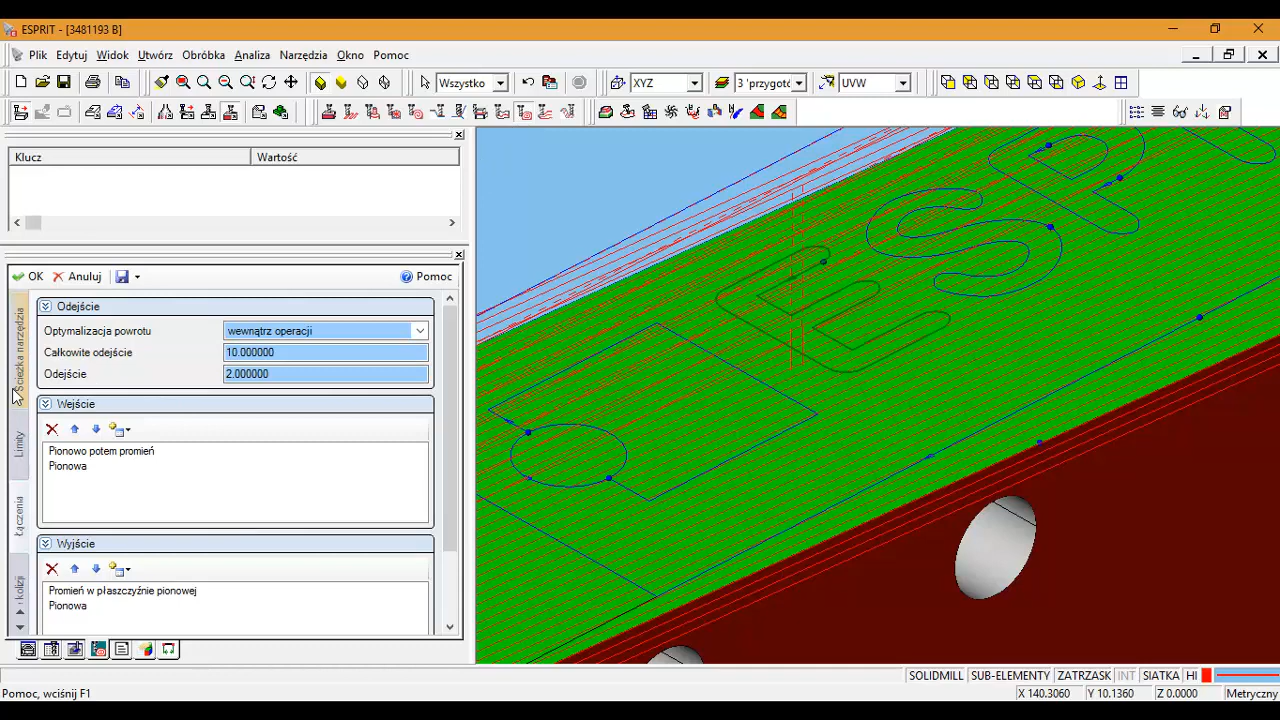 ESPRIT - [3481193 B]
Plik Edytuj Widok Utwórz Obróbka Analiza Narzędzia Okno Pomoc
Wszystko XYZ 3 'przygoto UVW
Klucz Wartość
OK Anuluj Pomoc
Odejście
Optymalizacja powrotu wewnątrz operacji
Całkowite odejście 10.000000
Odejście 2.000000
Wejście
Pionowo potem promień
Pionowa
Wyjście
Promień w płaszczyźnie pionowej
Pionowa
Ścieżka narzędzia
Limity
Łączenia
kolizji
E S P
SOLIDMILL SUB-ELEMENTY ZATRZASK INT SIATKA HI
Pomoc, wciśnij F1 X 140.3060 Y 10.1360 Z 0.0000 Metryczny